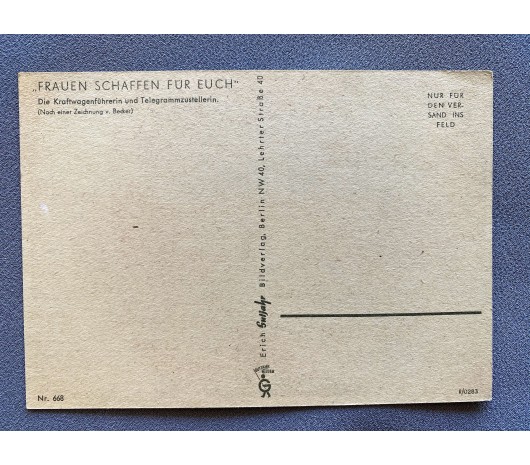 „FRAUEN SCHAFFEN FÜR EUCH"
Die Kraftwagenführerin und Telegrammzustellerin.
(Nach einer Zeichnung v. Becker)
NUR FÜR
DEN VER-
SAND INS
FELD
Erich Gutjahr Bildverlag, Berlin NW 40, Lehrter Straße 40
Nr. 668
F/0283